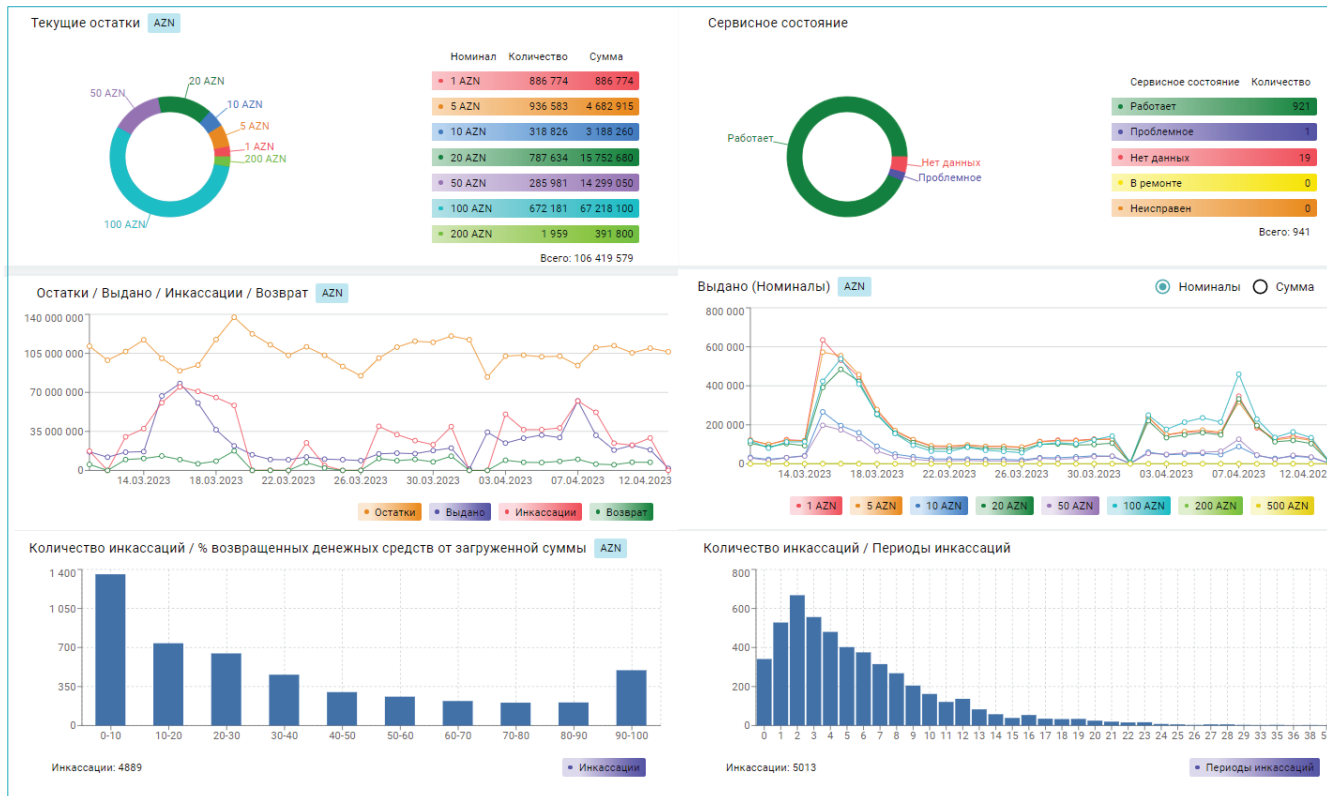 Текущие остатки AZN
20 AZN
50 AZN
10 AZN
5 AZN
1 AZN
200 AZN
100 AZN
Номинал Количество Сумма
1 AZN 886 774 886 774
5 AZN 936 583 4 682 915
10 AZN 318 826 3 188 260
20 AZN 787 634 15 752 680
50 AZN 285 981 14 299 050
100 AZN 672 181 67 218 100
200 AZN 1 959 391 800
Всего: 106 419 579
Сервисное состояние
Работает
Нет данных
Проблемное
Сервисное состояние Количество
Работает 921
Проблемное 1
Нет данных 19
В ремонте 0
Неисправен 0
Всего: 941
Остатки / Выдано / Инкассации / Возврат AZN
140 000 000
105 000 000
70 000 000
35 000 000
0
14.03.2023 18.03.2023 22.03.2023 26.03.2023 30.03.2023 03.04.2023 07.04.2023 12.04.2023
Остатки Выдано Инкассации Возврат
Выдано (Номиналы) AZN Номиналы Сумма
800 000
600 000
400 000
200 000
0
14.03.2023 18.03.2023 22.03.2023 26.03.2023 30.03.2023 03.04.2023 07.04.2023 12.04.2023
1 AZN 5 AZN 10 AZN 20 AZN 50 AZN 100 AZN 200 AZN 500 AZN
Количество инкассаций / % возвращенных денежных средств от загруженной суммы AZN
1 400
1 050
700
350
0
0-10 10-20 20-30 30-40 40-50 50-60 60-70 70-80 80-90 90-100
Инкассации: 4889 Инкассации
Количество инкассаций / Периоды инкассаций
800
600
400
200
0
0 1 2 3 4 5 6 7 8 9 10 11 12 13 14 15 16 17 18 19 20 21 22 23 24 25 26 27 28 29 33 35 36 38 5
Инкассации: 5013 Периоды инкассаций